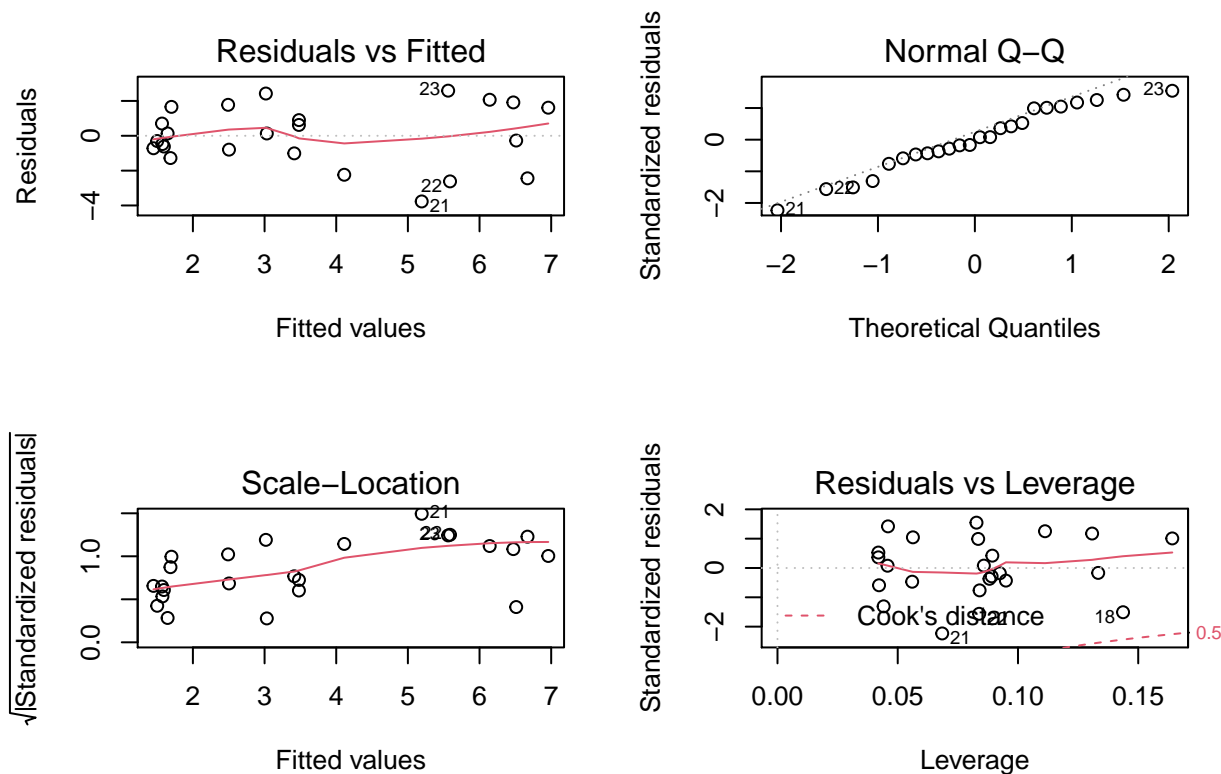 Residuals vs Fitted
Residuals
0
−4
23
22
21
2 3 4 5 6 7
Fitted values
Normal Q−Q
Standardized residuals
0
−2
21
22
23
−2 −1 0 1 2
Theoretical Quantiles
Scale−Location
√|Standardized residuals|
1.0
0.0
21
22
23
2 3 4 5 6 7
Fitted values
Residuals vs Leverage
Standardized residuals
2
0
−2
Cook's distance
22
18
21
0.5
0.00 0.05 0.10 0.15
Leverage